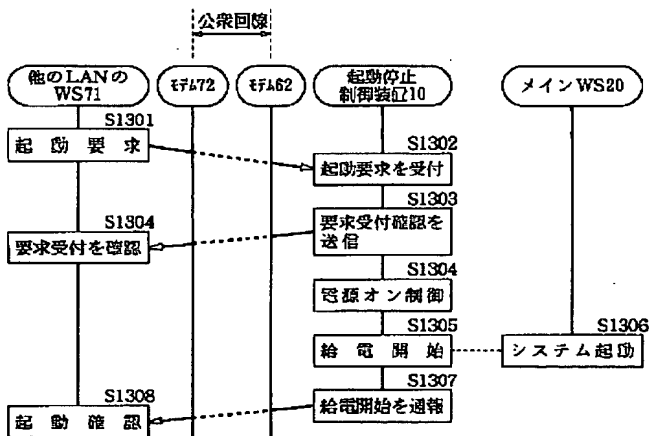 公衆回線
他のLANの
WS71
モデム72
モデム62
起動停止
制御装置10
メインWS20
S1301
起動要求
S1302
起動要求を受付
S1303
要求受付確認を
送信
S1304
要求受付を確認
S1304
電源オン制御
S1305
給電開始
S1306
システム起動
S1307
給電開始を通報
S1308
起動確認